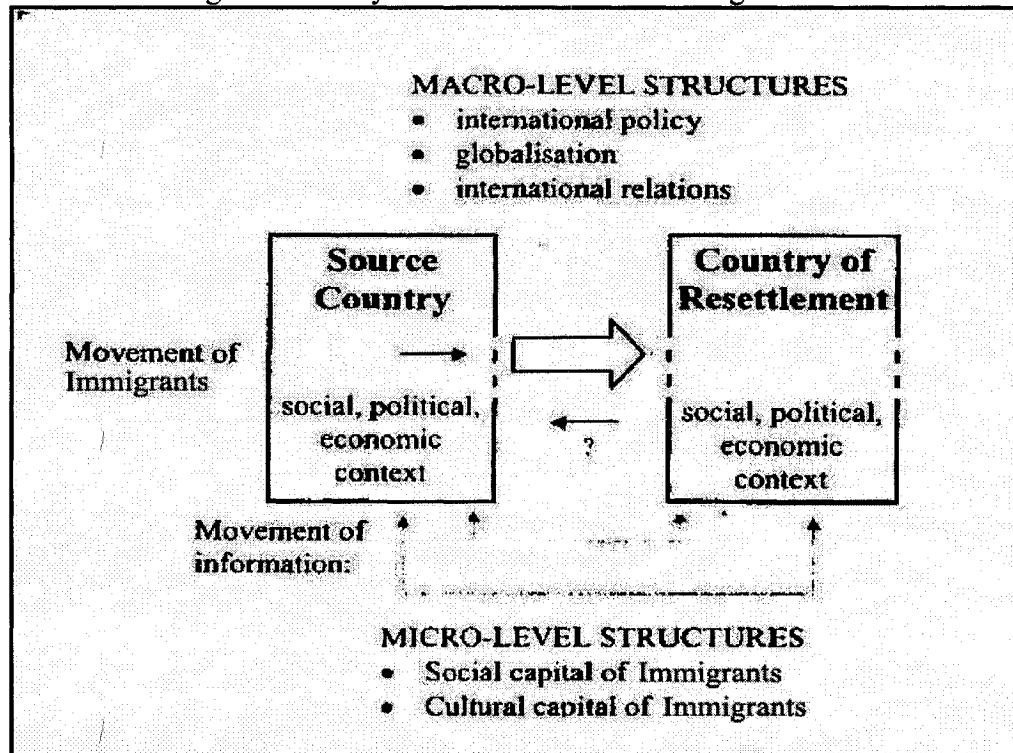 MACRO-LEVEL STRUCTURES
• international policy
• globalisation
• international relations
Source
Country
Country of
Resettlement
Movement of
Immigrants
social, political,
economic
context
?
social, political,
economic
context
Movement of
information:
MICRO-LEVEL STRUCTURES
• Social capital of Immigrants
• Cultural capital of Immigrants